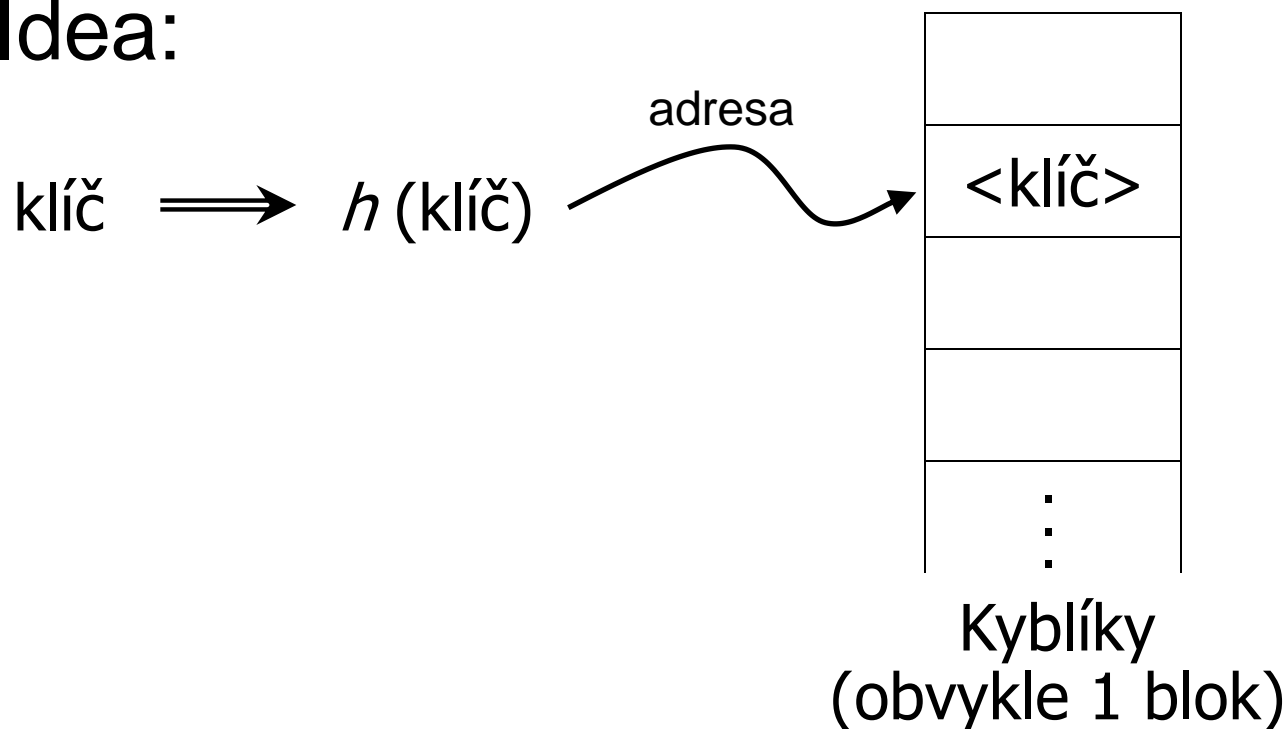 Idea:
adresa
klíč h (klíč) <klíč>
.
.
.
Kyblíky
(obvykle 1 blok)